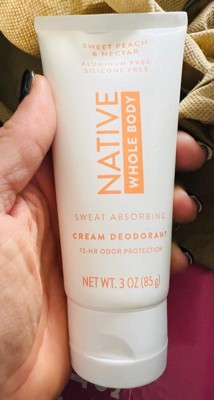 SWEET PEACH
& NECTAR
ALUMINUM FREE
SILICONE FREE
NATIVE
WHOLE BODY
SWEAT ABSORBING
CREAM DEODORANT
72-HR ODOR PROTECTION
NET WT. 3 OZ (85g)